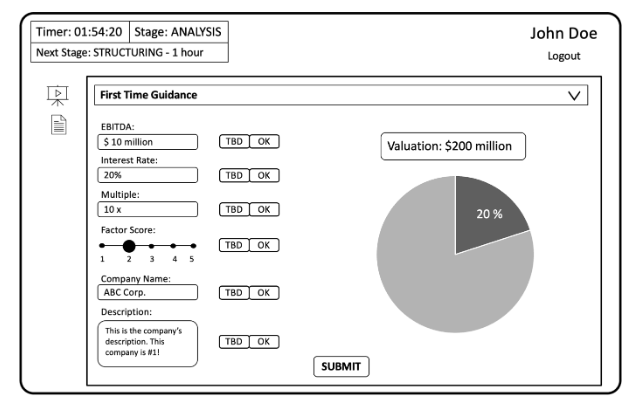 Timer: 01:54:20 Stage: ANALYSIS
Next Stage: STRUCTURING - 1 hour
John Doe
Logout
First Time Guidance
EBITDA:
$ 10 million TBD OK
Interest Rate:
20% TBD OK
Multiple:
10 x TBD OK
Factor Score:
TBD OK
1 2 3 4 5
Company Name:
ABC Corp. TBD OK
Description:
This is the company's
description. This
company is #1!
TBD OK
Valuation: $200 million
20 %
SUBMIT